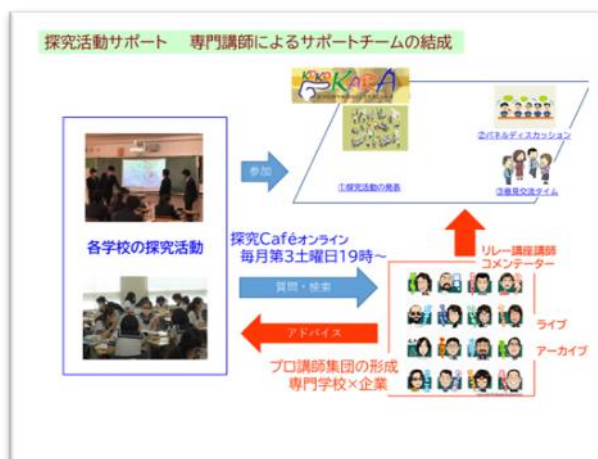 探究活動サポート　専門講師によるサポートチームの結成
KOKO KARA
参加
①探究活動の発表
②パネルディスカッション
③意見交流タイム
各学校の探究活動
探究Caféオンライン
毎月第3土曜日19時～
質問・検索
アドバイス
プロ講師集団の形成
専門学校×企業
リレー講座講師
コメンテーター
ライブ
アーカイブ